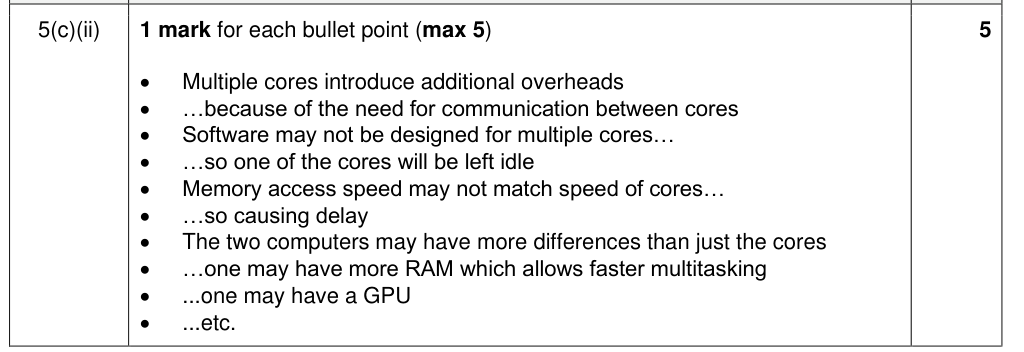 5(c)(ii) 1 mark for each bullet point (max 5) 5
• Multiple cores introduce additional overheads
• …because of the need for communication between cores
• Software may not be designed for multiple cores…
• …so one of the cores will be left idle
• Memory access speed may not match speed of cores…
• …so causing delay
• The two computers may have more differences than just the cores
• …one may have more RAM which allows faster multitasking
• ...one may have a GPU
• ...etc.